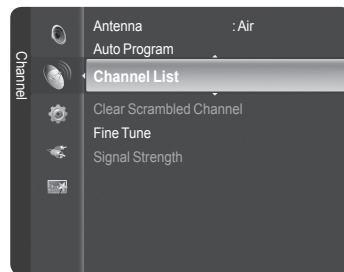 Channel
Antenna : Air
Auto Program
Channel List
Clear Scrambled Channel
Fine Tune
Signal Strength